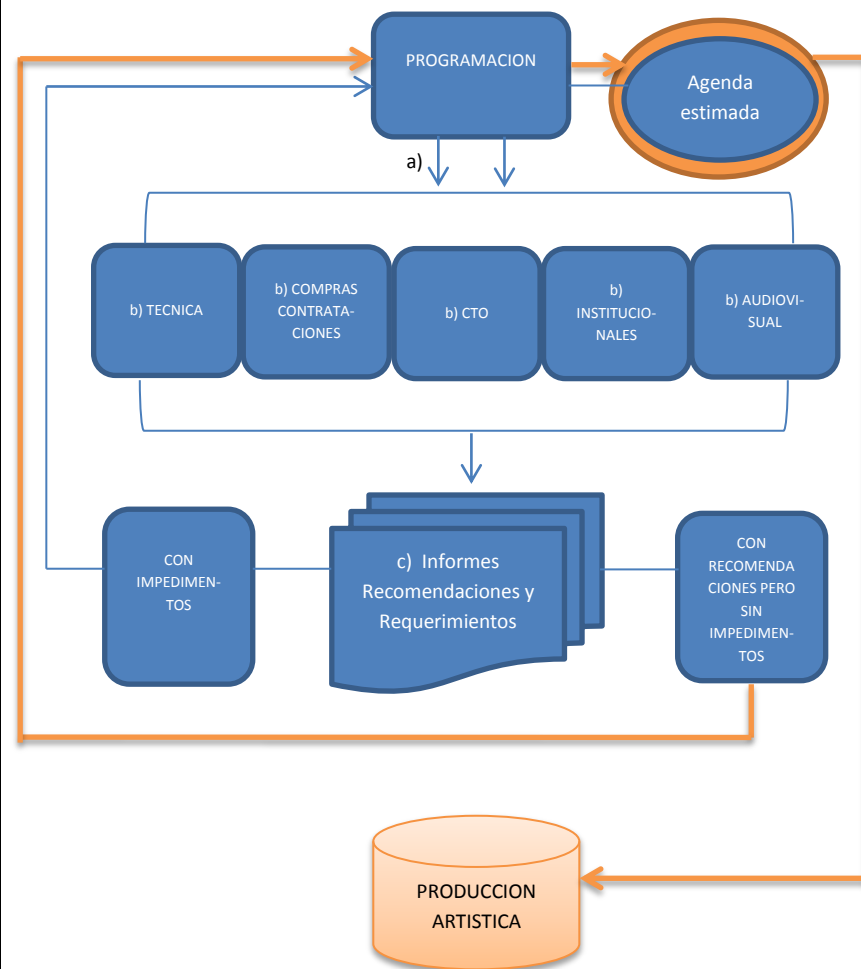 PROGRAMACION
Agenda
estimada
a)
b) TECNICA
b) COMPRAS
CONTRATA-
CIONES
b) CTO
b)
INSTITUCIO-
NALES
b) AUDIOVI-
SUAL
CON
IMPEDIMEN-
TOS
c) Informes
Recomendaciones y
Requerimientos
CON
RECOMENDA
CIONES PERO
SIN
IMPEDIMEN-
TOS
PRODUCCION
ARTISTICA